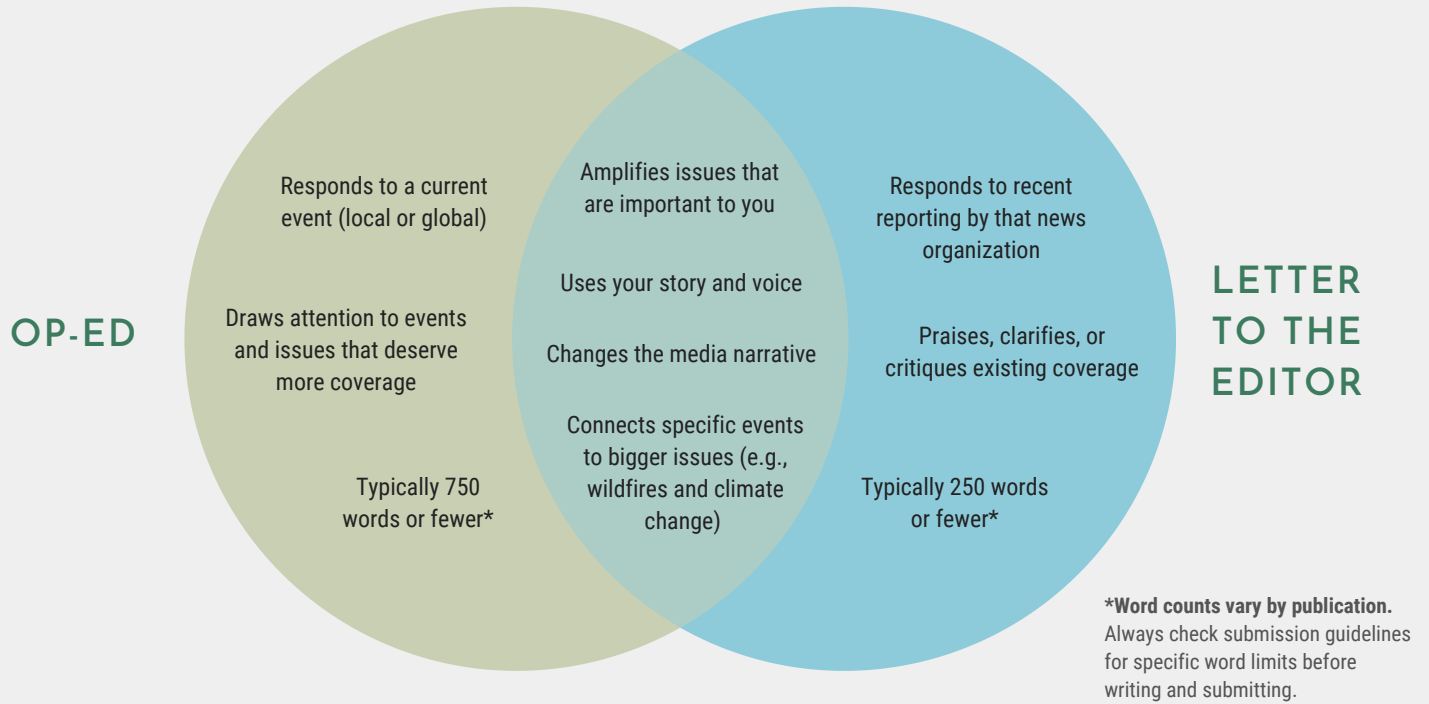 OP-ED
Responds to a current
event (local or global)
Draws attention to events
and issues that deserve
more coverage
Typically 750
words or fewer*
Amplifies issues that
are important to you
Uses your story and voice
Changes the media narrative
Connects specific events
to bigger issues (e.g.,
wildfires and climate
change)
Responds to recent
reporting by that news
organization
Praises, clarifies, or
critiques existing coverage
Typically 250 words
or fewer*
LETTER
TO THE
EDITOR
*Word counts vary by publication.
Always check submission guidelines
for specific word limits before
writing and submitting.